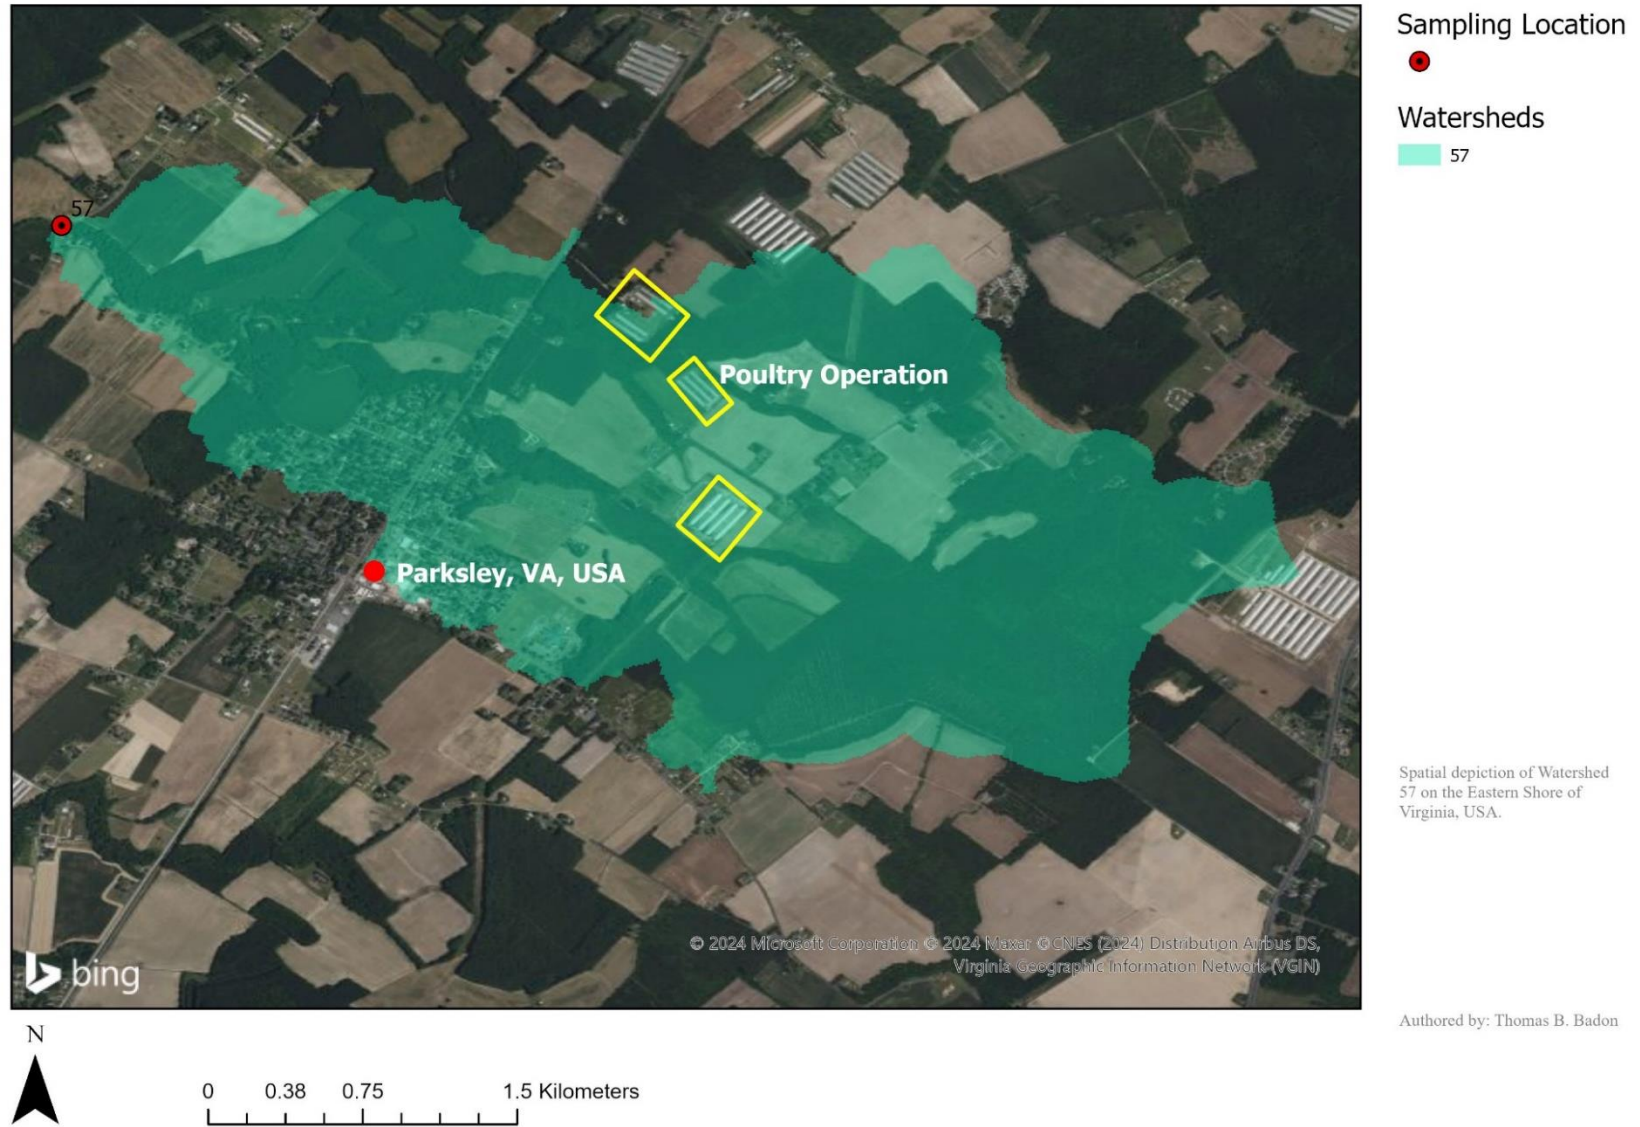 Sampling Location
Watersheds
57
57
Poultry Operation
Parksley, VA, USA
Spatial depiction of Watershed
57 on the Eastern Shore of
Virginia, USA.
© 2024 Microsoft Corporation © 2024 Maxar © CNES (2024) Distribution Airbus DS,
Virginia Geographic Information Network (VGIN)
bing
Authored by: Thomas B. Badon
N
0 0.38 0.75 1.5 Kilometers